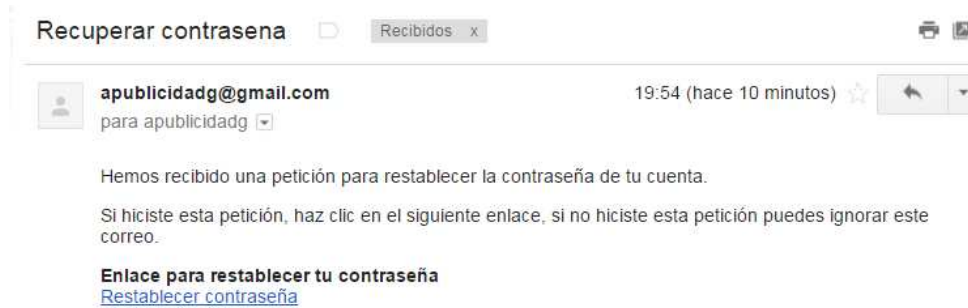 Recuperar contrasena
Recibidos x
apublicidadg@gmail.com
19:54 (hace 10 minutos)
para apublicidadg
Hemos recibido una petición para restablecer la contraseña de tu cuenta.
Si hiciste esta petición, haz clic en el siguiente enlace, si no hiciste esta petición puedes ignorar este
correo.
Enlace para restablecer tu contraseña
Restablecer contraseña